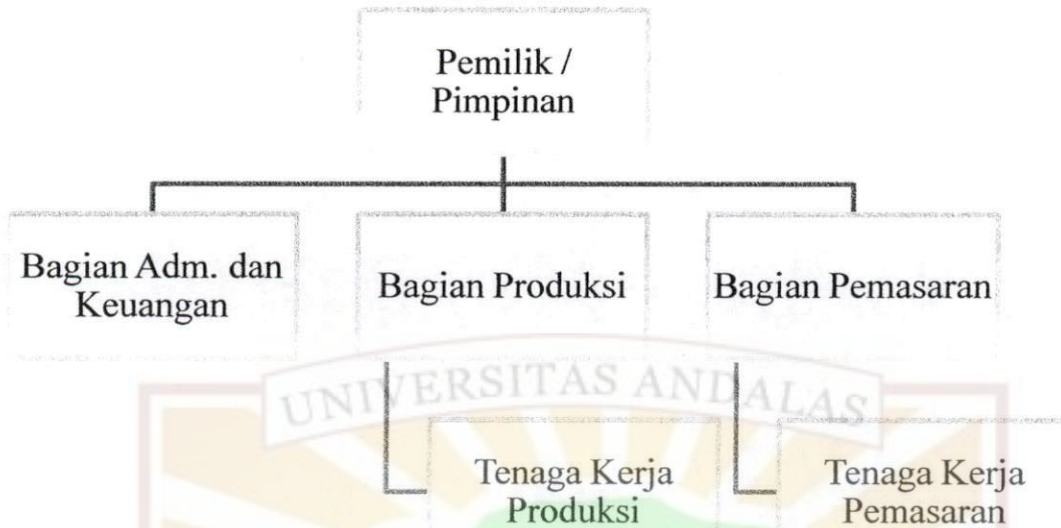 Pemilik /
Pimpinan
Bagian Adm. dan
Keuangan
Bagian Produksi
Bagian Pemasaran
UNIVERSITAS ANDALAS
Tenaga Kerja
Produksi
Tenaga Kerja
Pemasaran